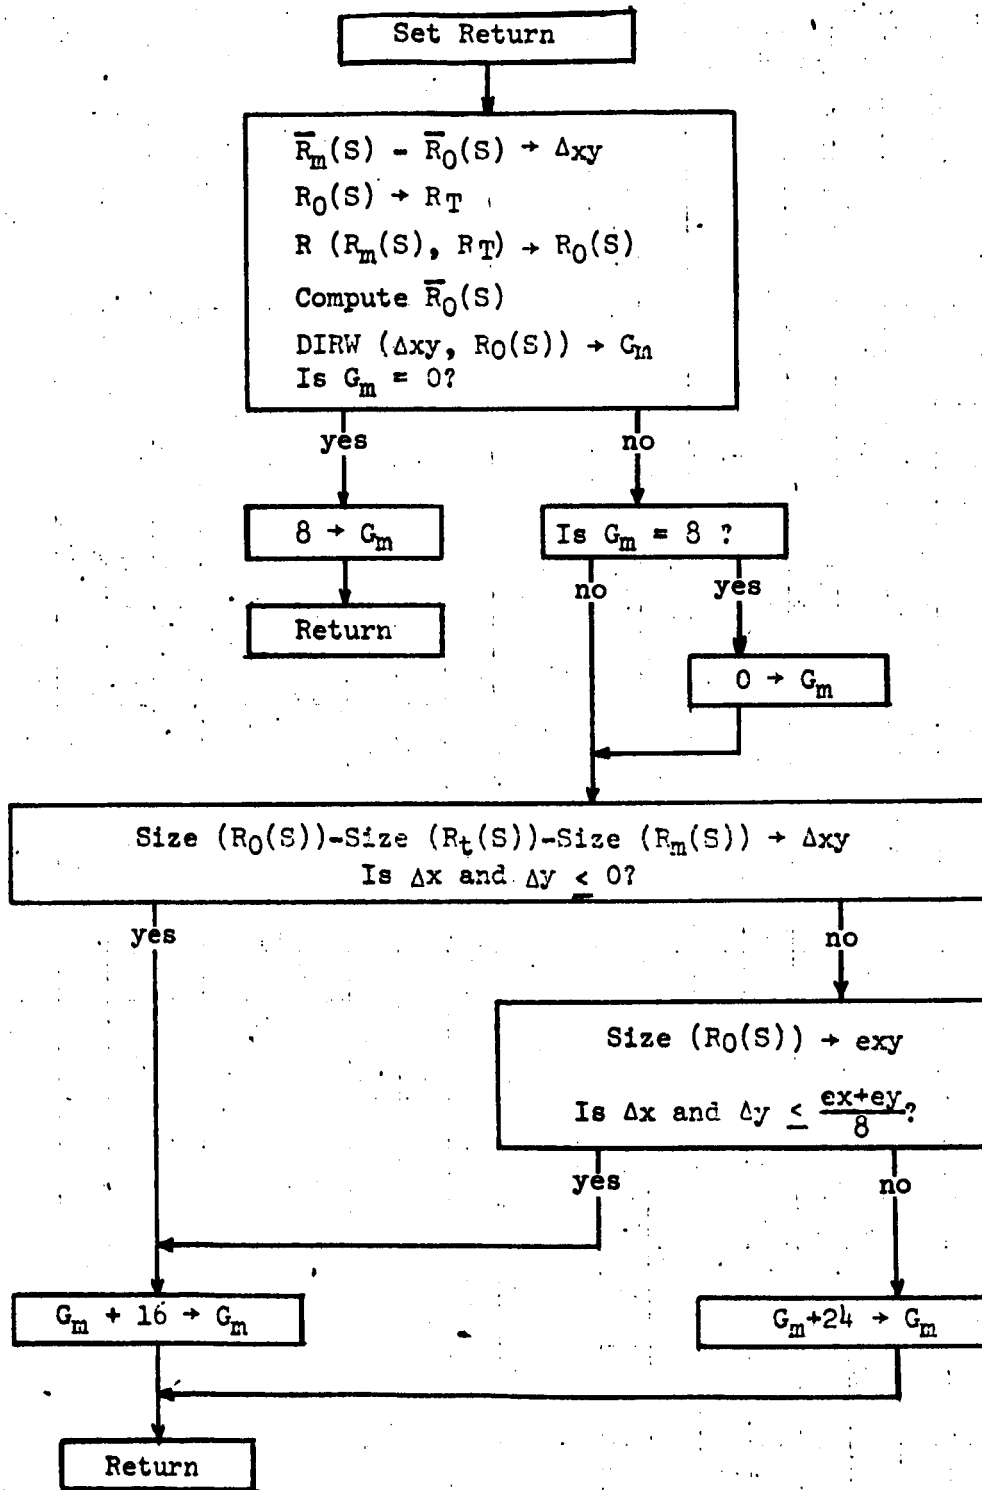 Set Return
R̅m(S) - R̅0(S) → Δxy
R0(S) → RT
R (Rm(S), RT) → R0(S)
Compute R̅0(S)
DIRW (Δxy, R0(S)) → Gm
Is Gm = 0?
yes
no
8 → Gm
Is Gm = 8 ?
no
yes
Return
0 → Gm
Size (R0(S))-Size (Rt(S))-Size (Rm(S)) → Δxy
Is Δx and Δy ≤ 0?
yes
no
Size (R0(S)) → exy
Is Δx and Δy ≤ ex+ey/8?
yes
no
Gm + 16 → Gm
Gm+24 → Gm
Return